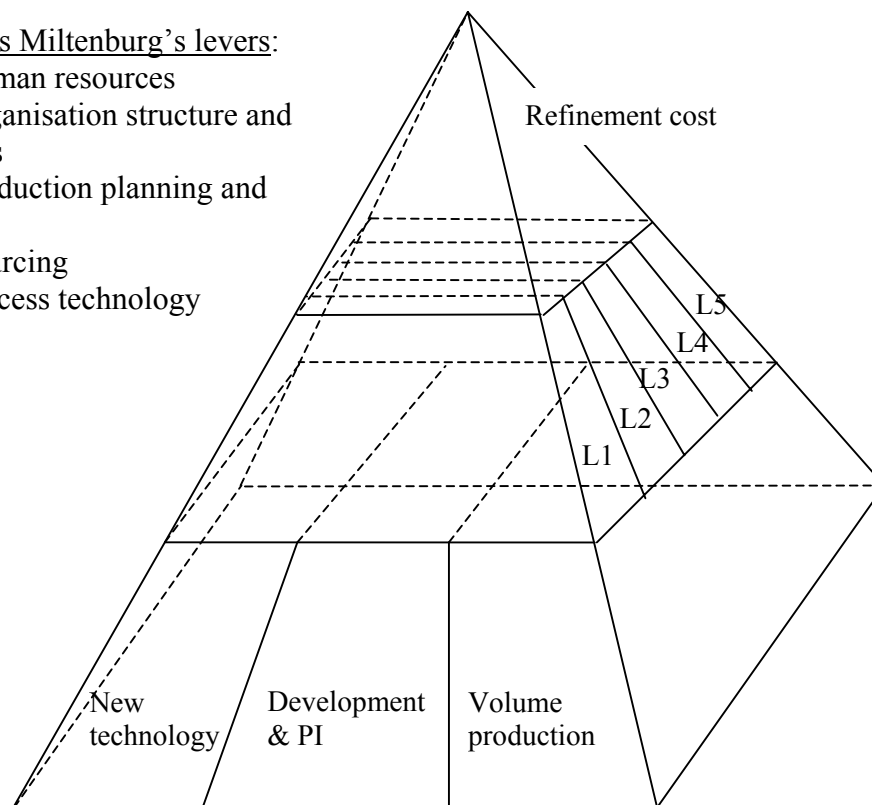 s Miltenburg’s levers:
man resources
ganisation structure and
s
duction planning and
rcing
cess technology
Refinement cost
L5
L4
L3
L2
L1
New
technology
Development
& PI
Volume
production